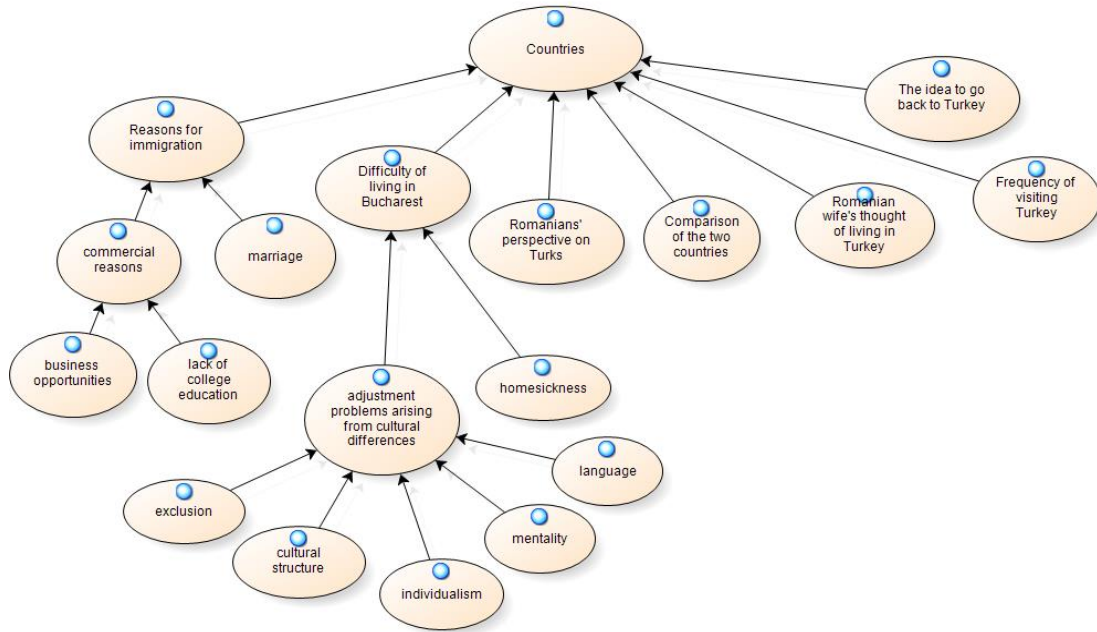 Countries
The idea to go
back to Turkey
Reasons for
immigration
Difficulty of
living in
Bucharest
Frequency of
visiting
Turkey
Romanian
wife's thought
of living in
Turkey
Romanians'
perspective on
Turks
Comparison
of the two
countries
commercial
reasons
marriage
business
opportunities
lack of
college
education
homesickness
adjustment
problems arising
from cultural
differences
language
exclusion
mentality
cultural
structure
individualism